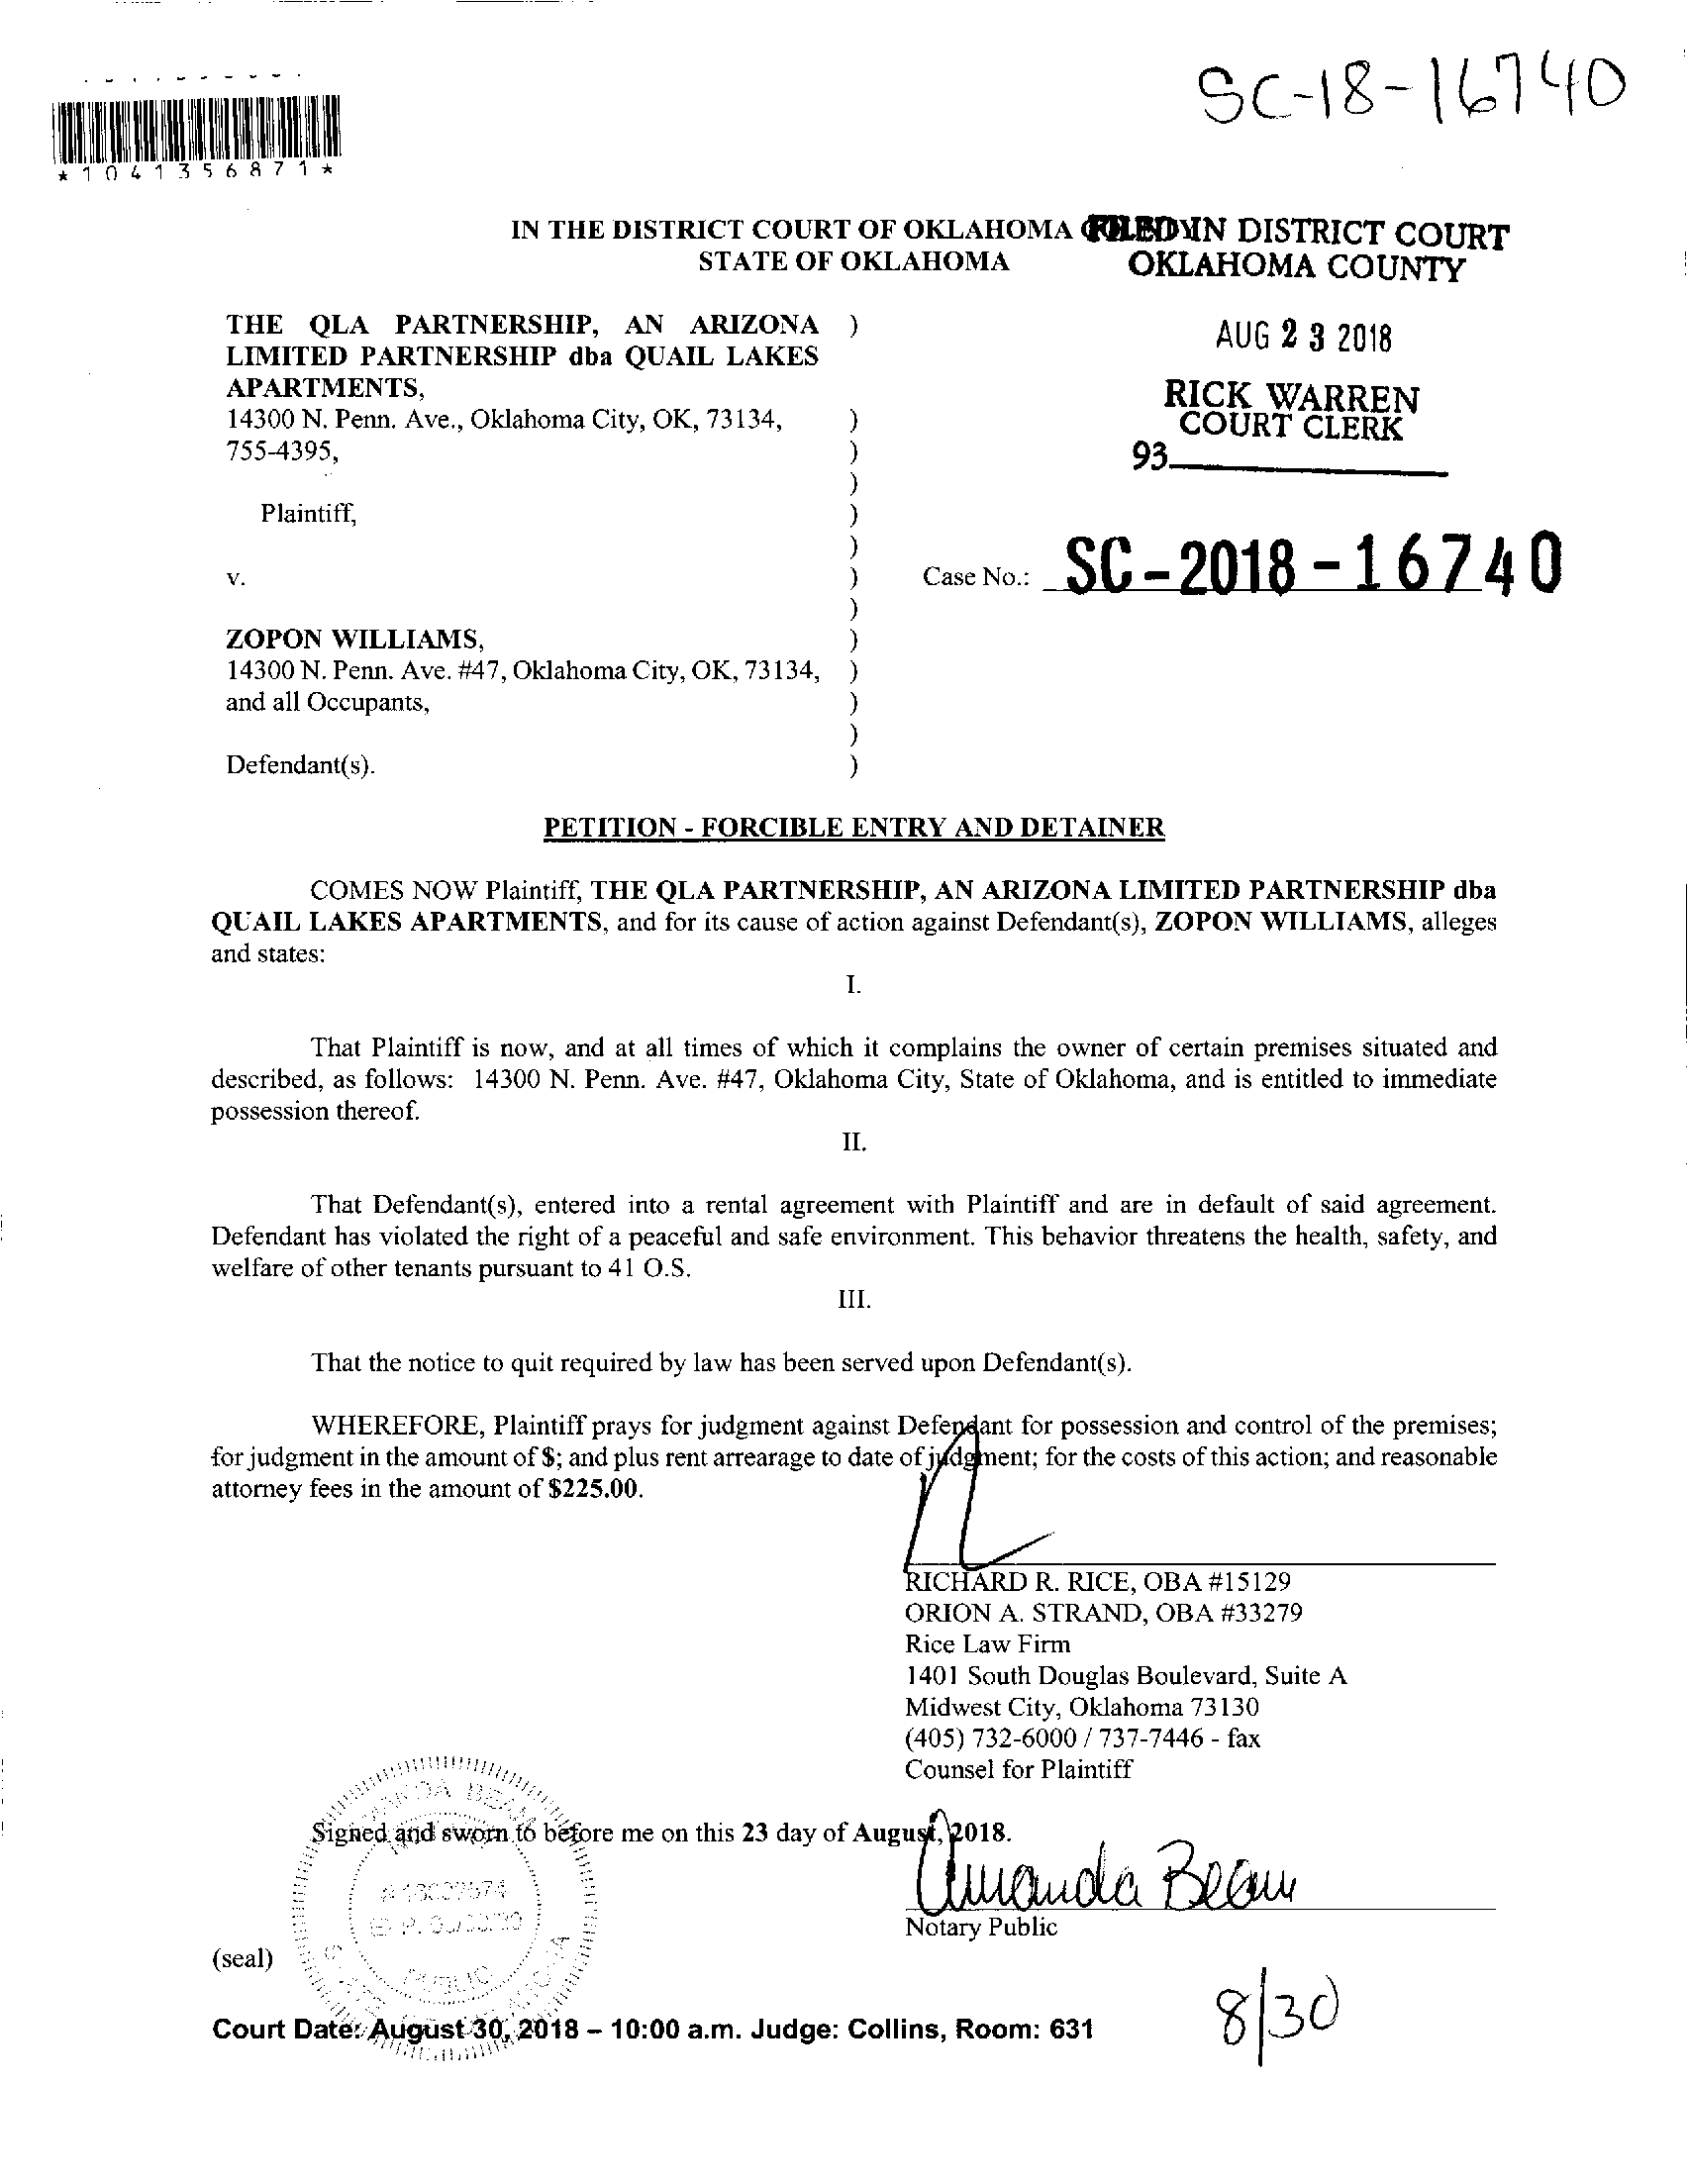 SC-18-16740
*1041356871*
IN THE DISTRICT COURT OF OKLAHOMA
FILED IN DISTRICT COURT
STATE OF OKLAHOMA
OKLAHOMA COUNTY
THE QLA PARTNERSHIP, AN ARIZONA )
LIMITED PARTNERSHIP dba QUAIL LAKES
APARTMENTS,
14300 N. Penn. Ave., Oklahoma City, OK, 73134, )
755-4395, )
)
Plaintiff, )
)
v. )
)
ZOPON WILLIAMS, )
14300 N. Penn. Ave. #47, Oklahoma City, OK, 73134, )
and all Occupants, )
)
Defendant(s). )
AUG 23 2018
RICK WARREN
COURT CLERK
93
Case No.: SC-2018-16740
PETITION - FORCIBLE ENTRY AND DETAINER
COMES NOW Plaintiff, THE QLA PARTNERSHIP, AN ARIZONA LIMITED PARTNERSHIP dba
QUAIL LAKES APARTMENTS, and for its cause of action against Defendant(s), ZOPON WILLIAMS, alleges
and states:
I.
That Plaintiff is now, and at all times of which it complains the owner of certain premises situated and
described, as follows: 14300 N. Penn. Ave. #47, Oklahoma City, State of Oklahoma, and is entitled to immediate
possession thereof.
II.
That Defendant(s), entered into a rental agreement with Plaintiff and are in default of said agreement.
Defendant has violated the right of a peaceful and safe environment. This behavior threatens the health, safety, and
welfare of other tenants pursuant to 41 O.S.
III.
That the notice to quit required by law has been served upon Defendant(s).
WHEREFORE, Plaintiff prays for judgment against Defendant for possession and control of the premises;
for judgment in the amount of $; and plus rent arrearage to date of judgment; for the costs of this action; and reasonable
attorney fees in the amount of $225.00.
RICHARD R. RICE, OBA #15129
ORION A. STRAND, OBA #33279
Rice Law Firm
1401 South Douglas Boulevard, Suite A
Midwest City, Oklahoma 73130
(405) 732-6000 / 737-7446 - fax
Counsel for Plaintiff
Signed and sworn to before me on this 23 day of August, 2018.
Amanda Beam
Notary Public
(seal)
PUBLIC
Court Date: August 30, 2018 – 10:00 a.m. Judge: Collins, Room: 631
8/30